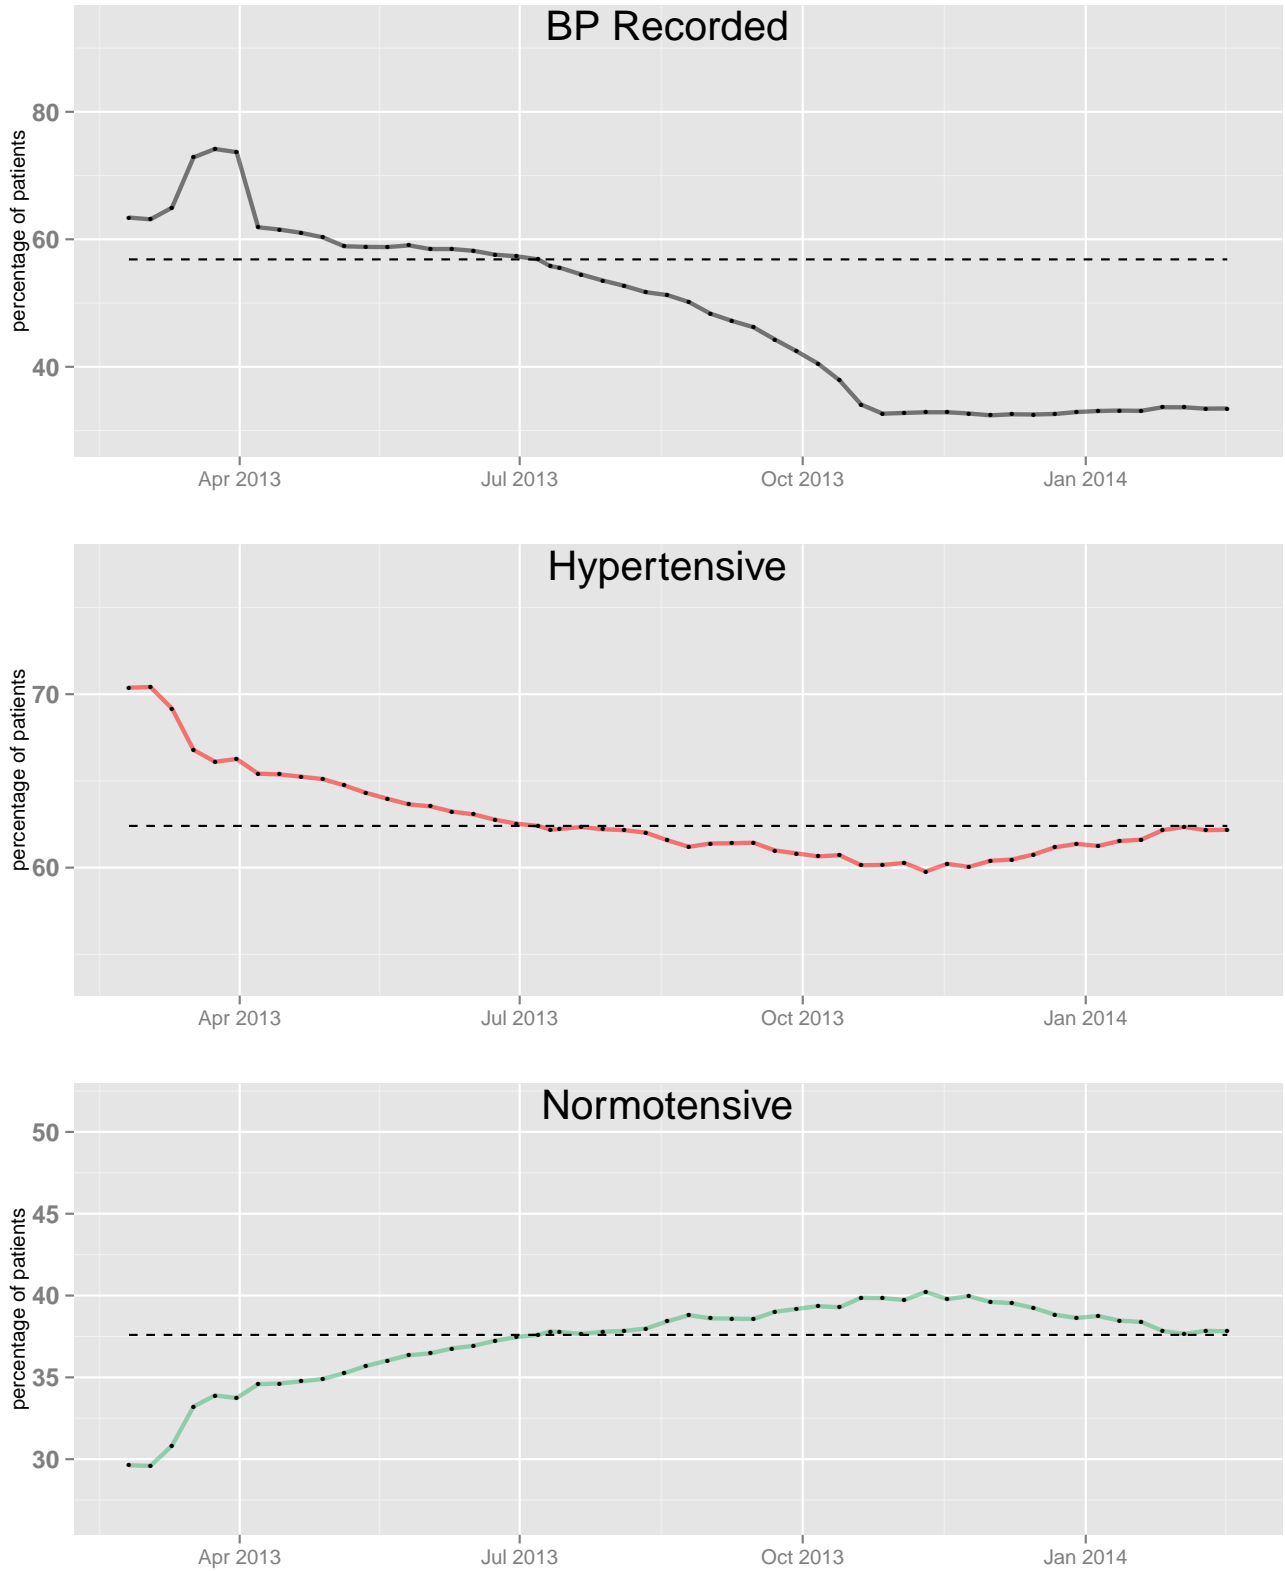 BP Recorded
percentage of patients
80
60
40
Apr 2013 Jul 2013 Oct 2013 Jan 2014
Hypertensive
percentage of patients
70
60
Apr 2013 Jul 2013 Oct 2013 Jan 2014
Normotensive
percentage of patients
50
45
40
35
30
Apr 2013 Jul 2013 Oct 2013 Jan 2014